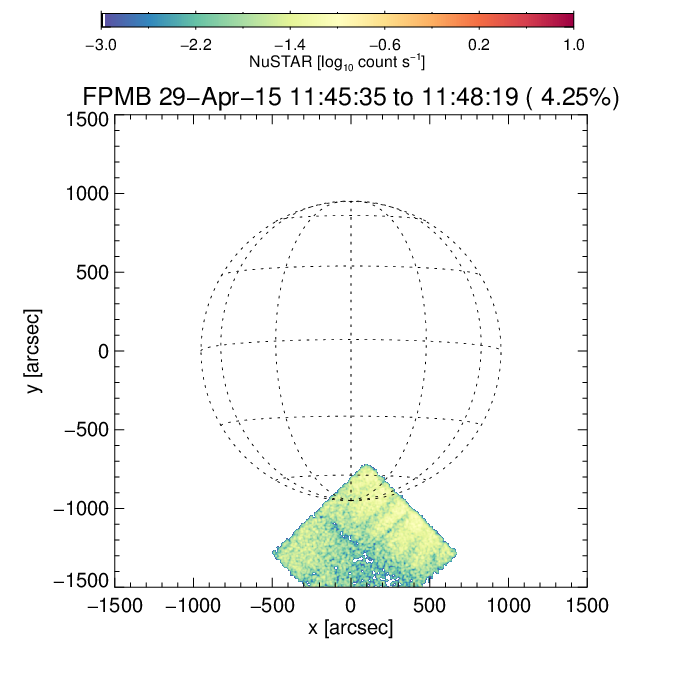 −3.0 −2.2 −1.4 −0.6 0.2 1.0
NuSTAR [log10 count s−1]
FPMB 29−Apr−15 11:45:35 to 11:48:19 ( 4.25%)
1500
1000
500
0
−500
−1000
−1500
y [arcsec]
−1500 −1000 −500 0 500 1000 1500
x [arcsec]